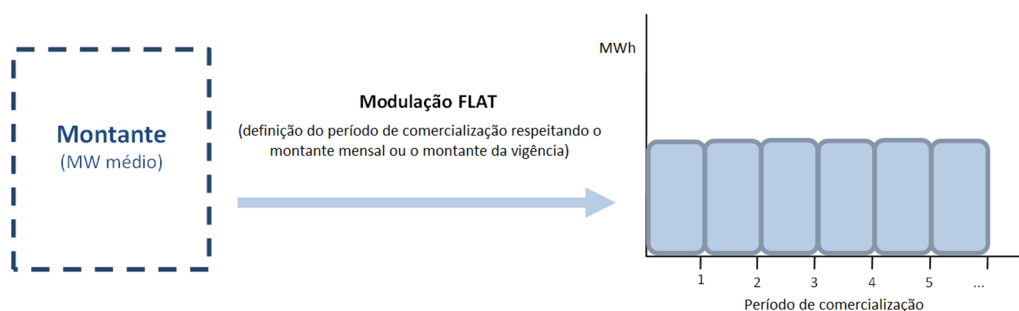 Montante
(MW médio)
Modulação FLAT
(definição do período de comercialização respeitando o
montante mensal ou o montante da vigência)
MWh
1 2 3 4 5 ...
Período de comercialização